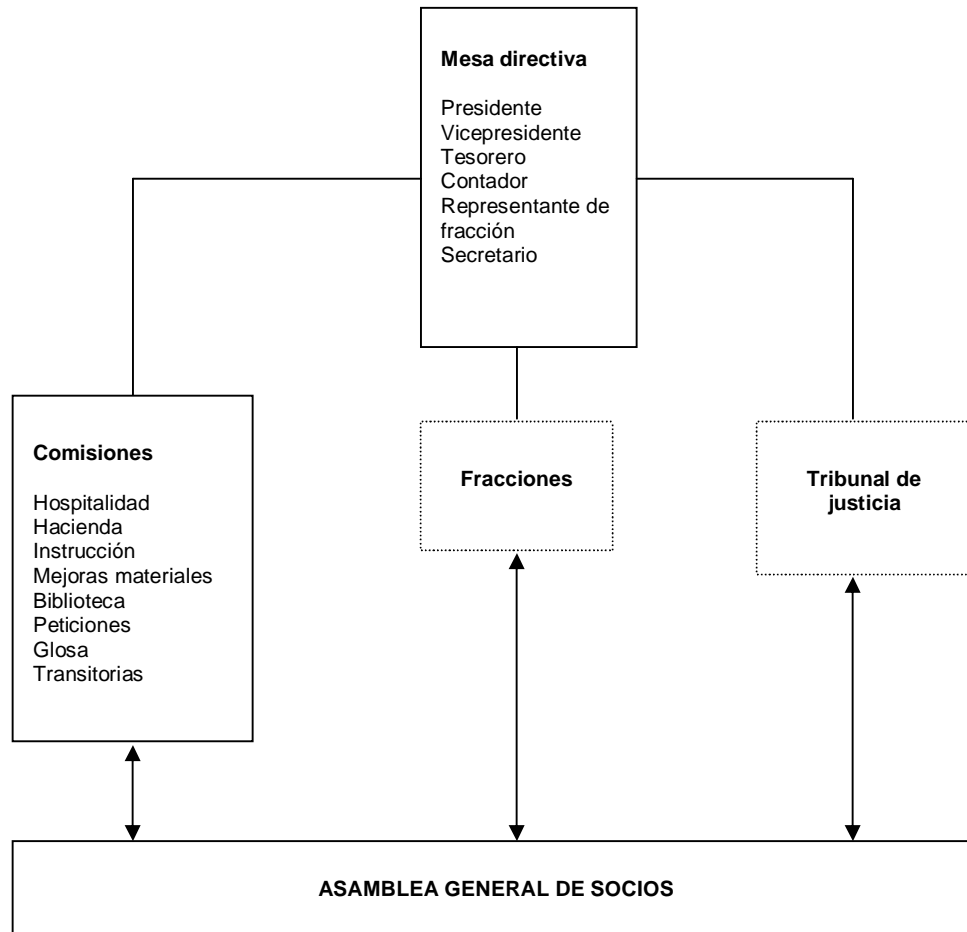 Mesa directiva
Presidente
Vicepresidente
Tesorero
Contador
Representante de
fracción
Secretario
Comisiones
Hospitalidad
Hacienda
Instrucción
Mejoras materiales
Biblioteca
Peticiones
Glosa
Transitorias
Fracciones
Tribunal de
justicia
ASAMBLEA GENERAL DE SOCIOS